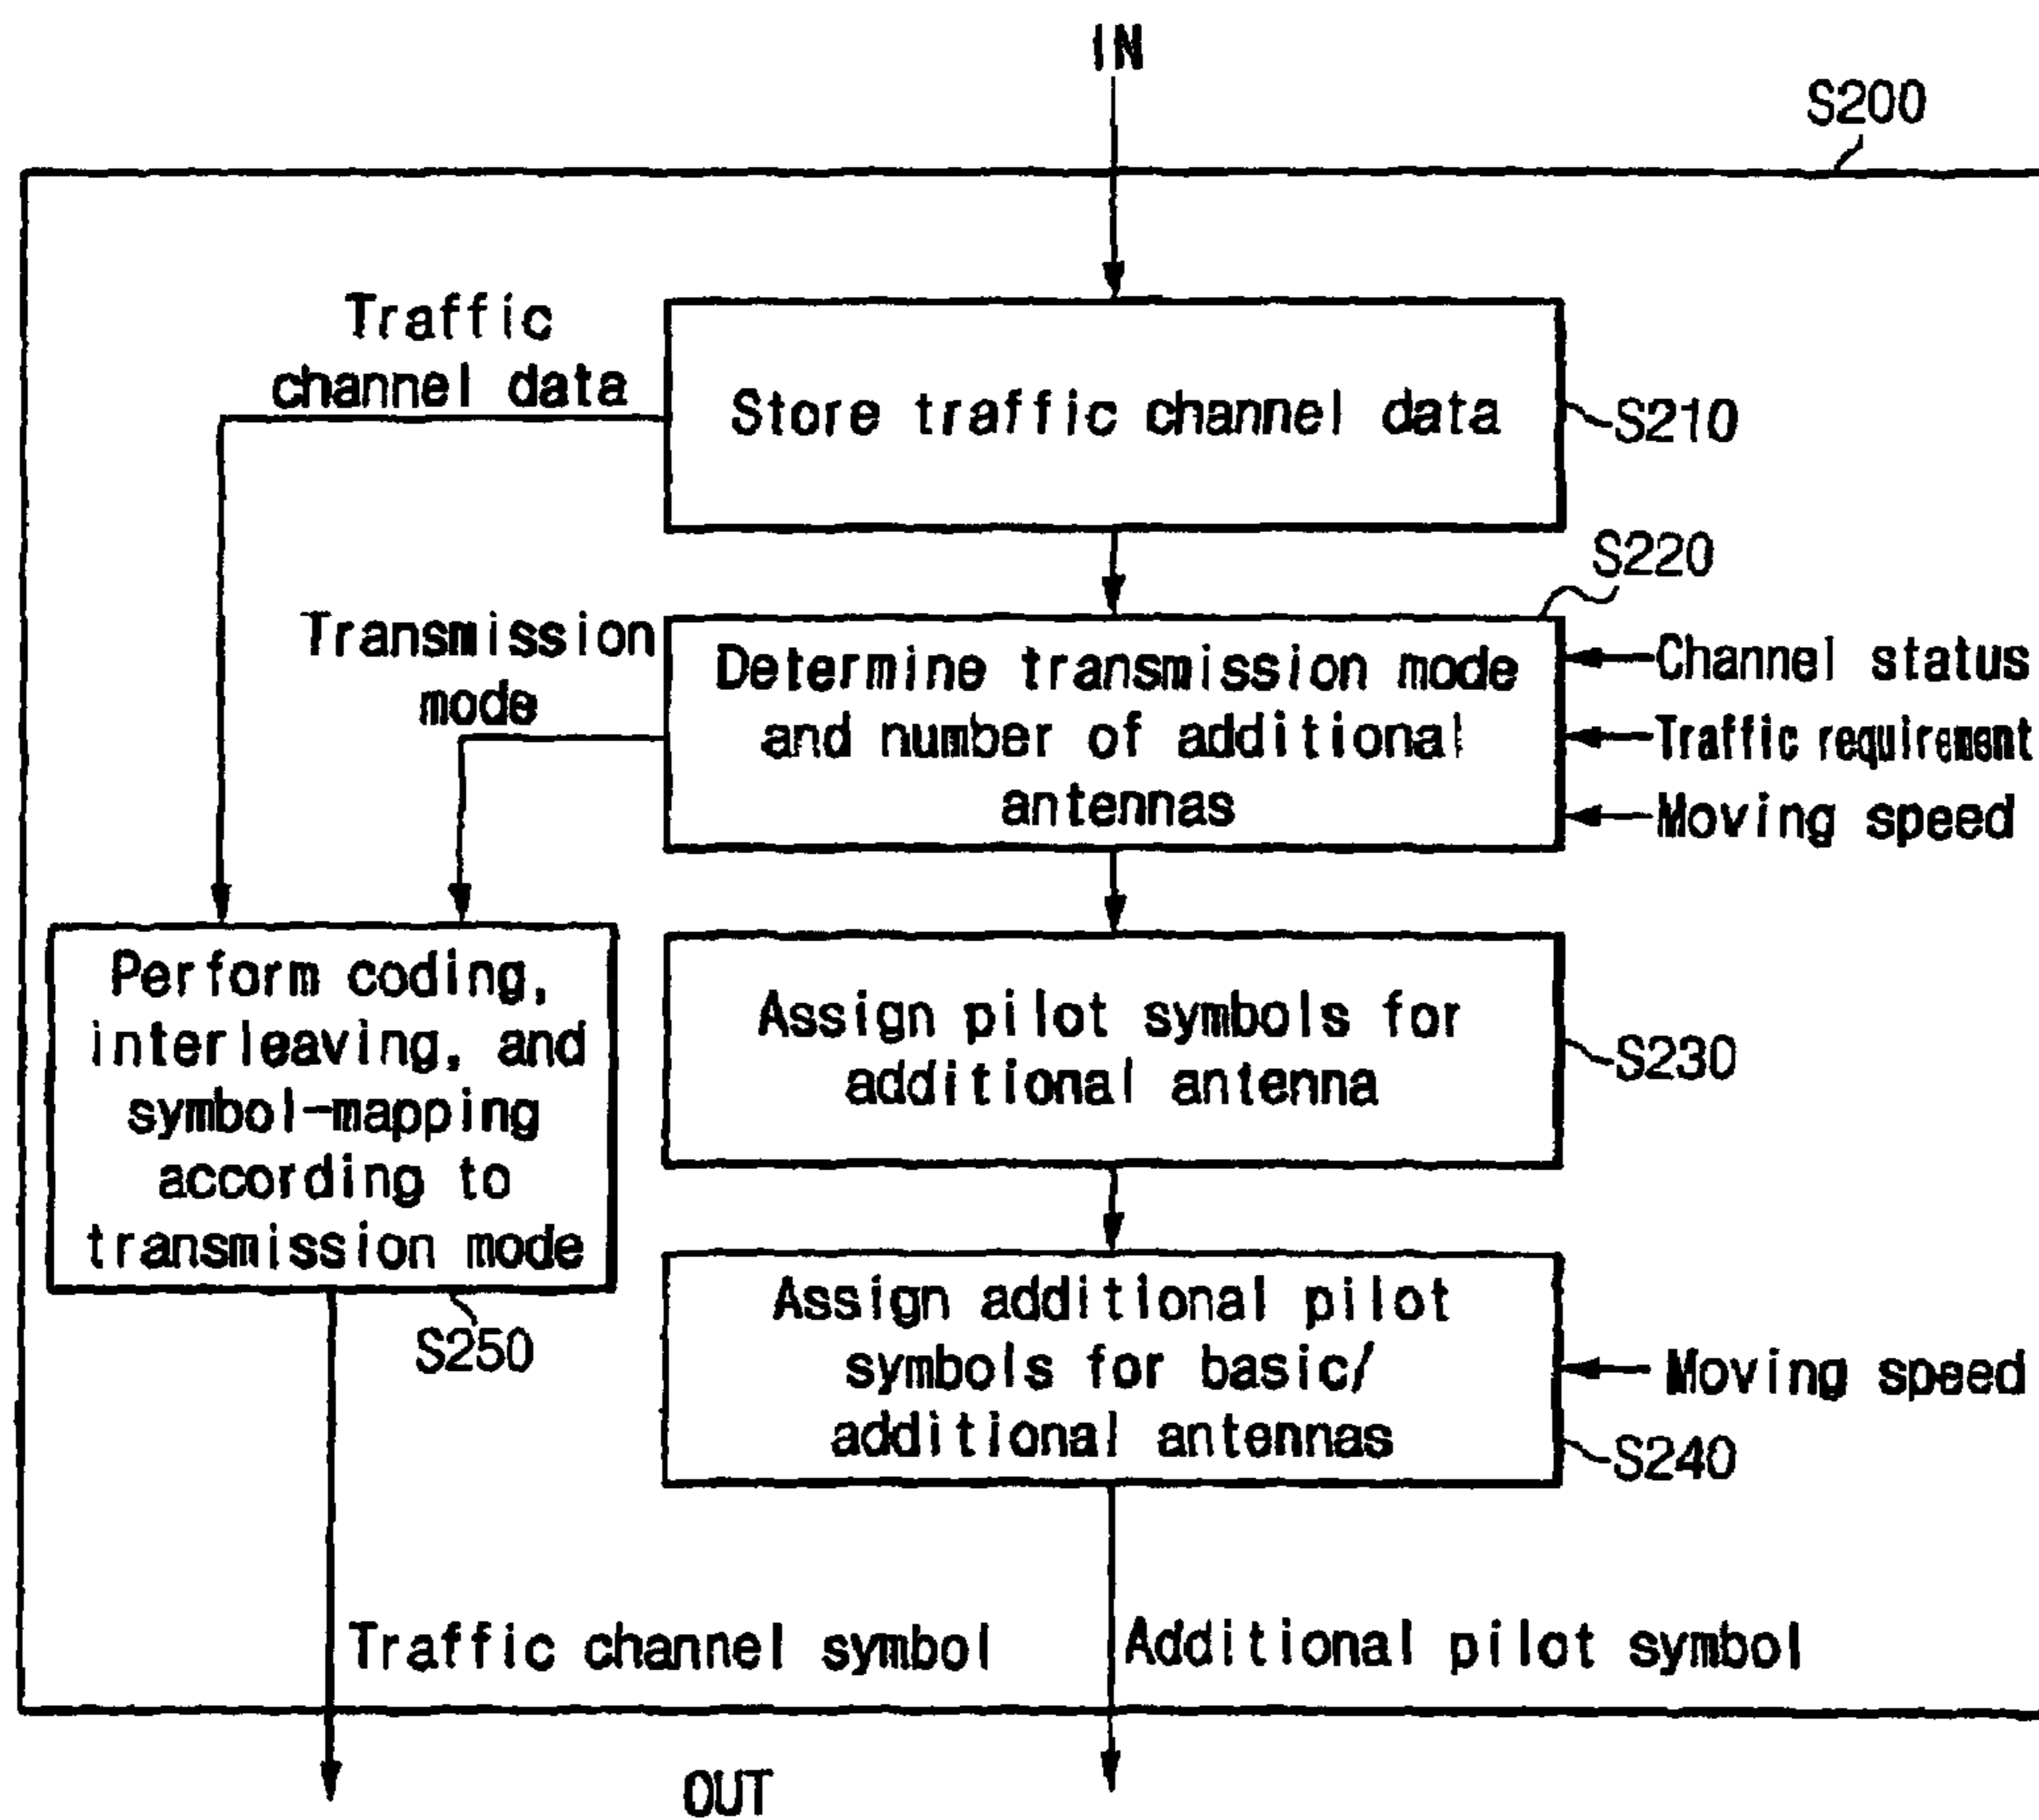 IN
S200
Traffic
channel data
Store traffic channel data
S210
S220
Transmission
mode
Determine transmission mode
and number of additional
antennas
Channel status
Traffic requirement
Moving speed
Perform coding,
interleaving, and
symbol-mapping
according to
transmission mode
S250
Assign pilot symbols for
additional antenna
S230
Assign additional pilot
symbols for basic/
additional antennas
Moving speed
S240
Traffic channel symbol
Additional pilot symbol
OUT